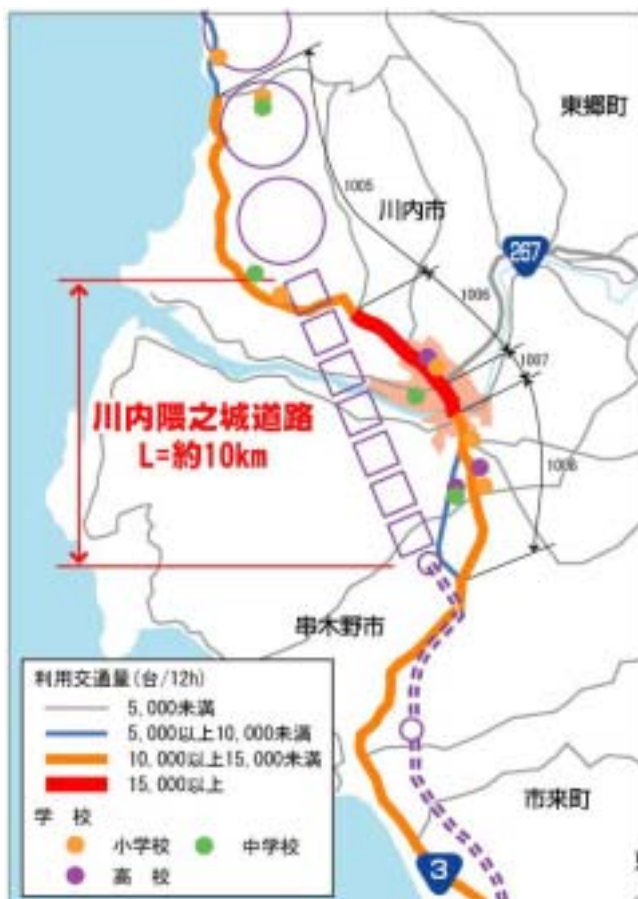 東郷町
1005
川内市
267
1006
1007
川内隈之城道路
L=約10km
1008
串木野市
利用交通量(台/12h)
5,000未満
5,000以上10,000未満
10,000以上15,000未満
15,000以上
学 校
小学校
中学校
高 校
市来町
3